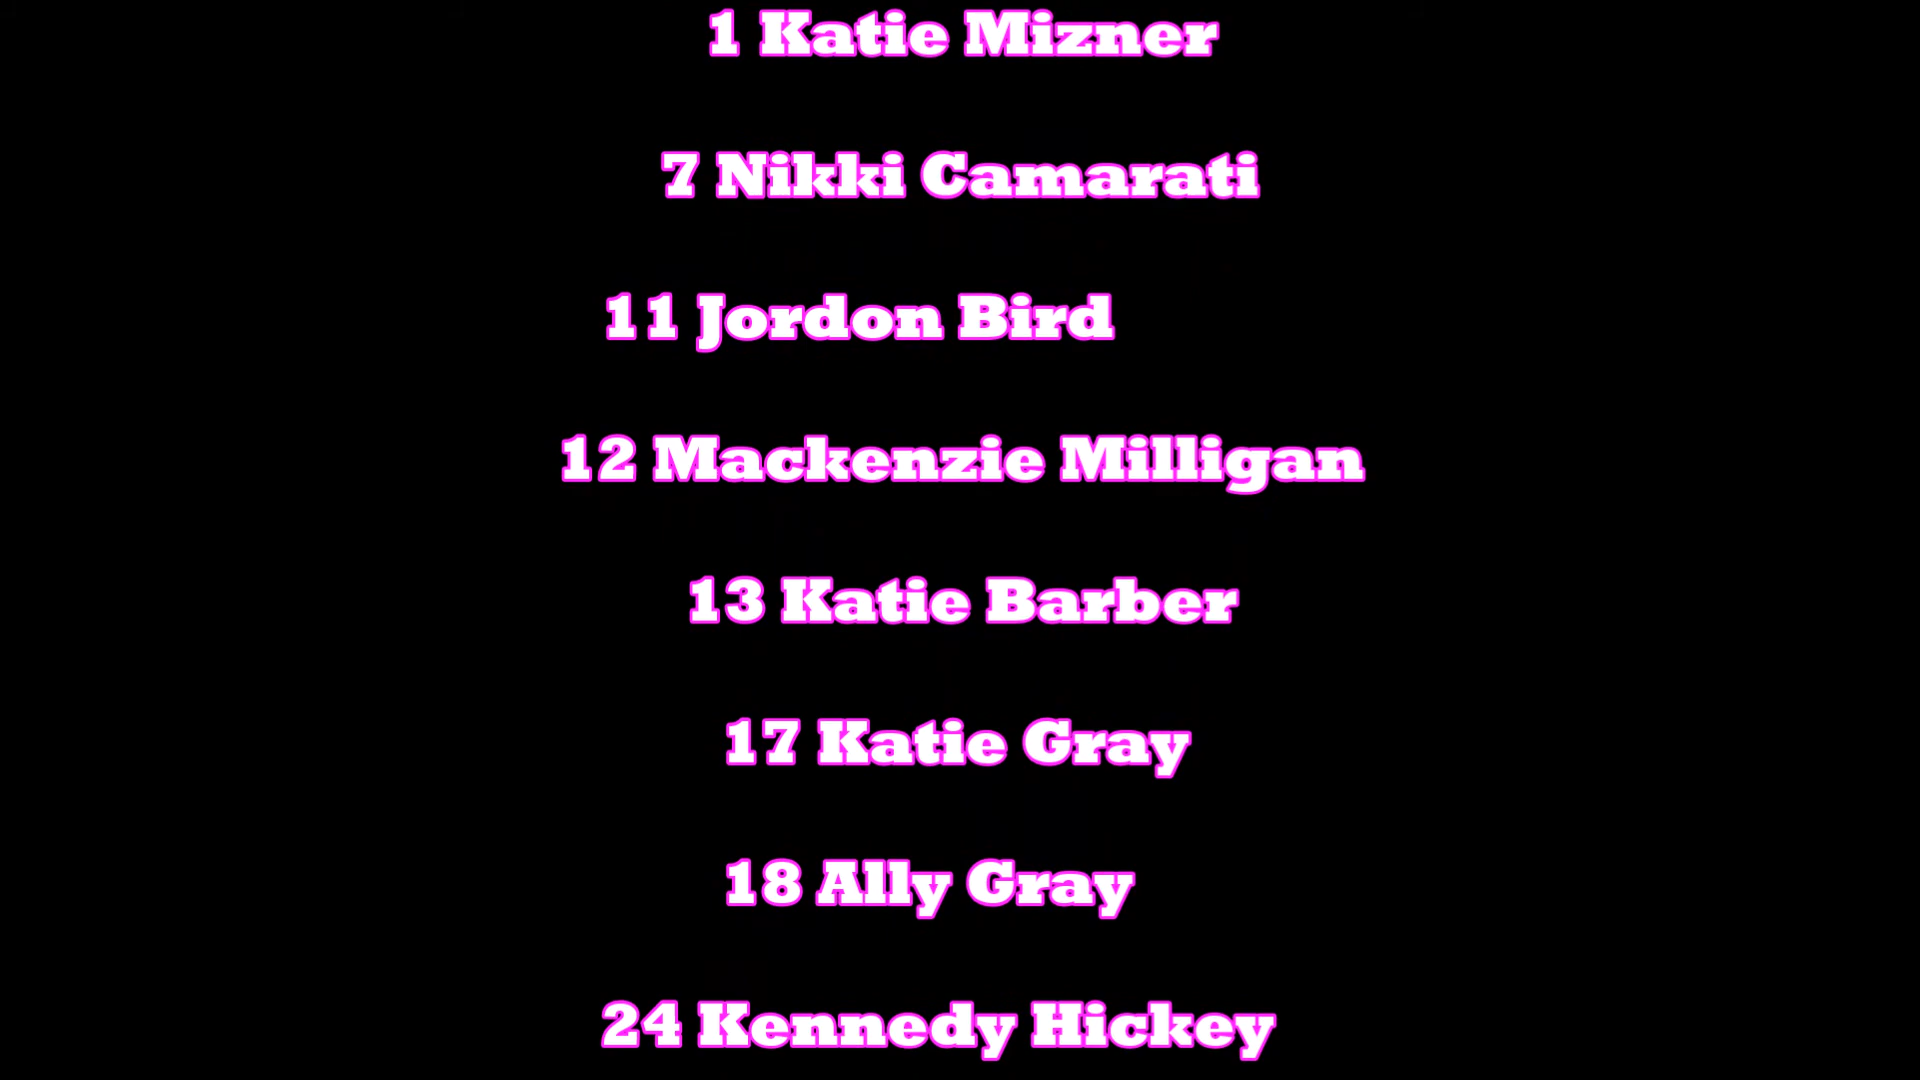 1 Katie Mizner
7 Nikki Camarati
11 Jordon Bird
12 Mackenzie Milligan
13 Katie Barber
17 Katie Gray
18 Ally Gray
24 Kennedy Hickey